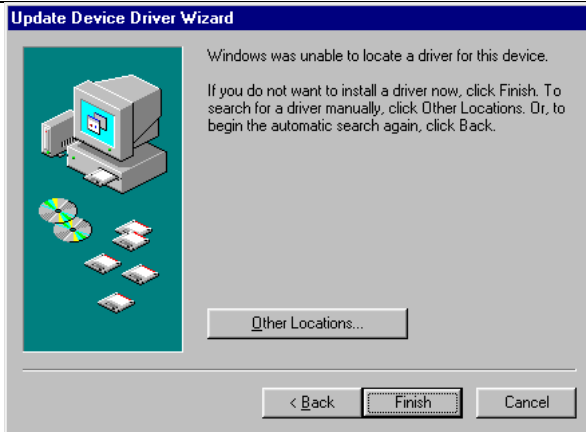 Update Device Driver Wizard
Windows was unable to locate a driver for this device.
If you do not want to install a driver now, click Finish. To
search for a driver manually, click Other Locations. Or, to
begin the automatic search again, click Back.
Other Locations...
< Back
Finish
Cancel